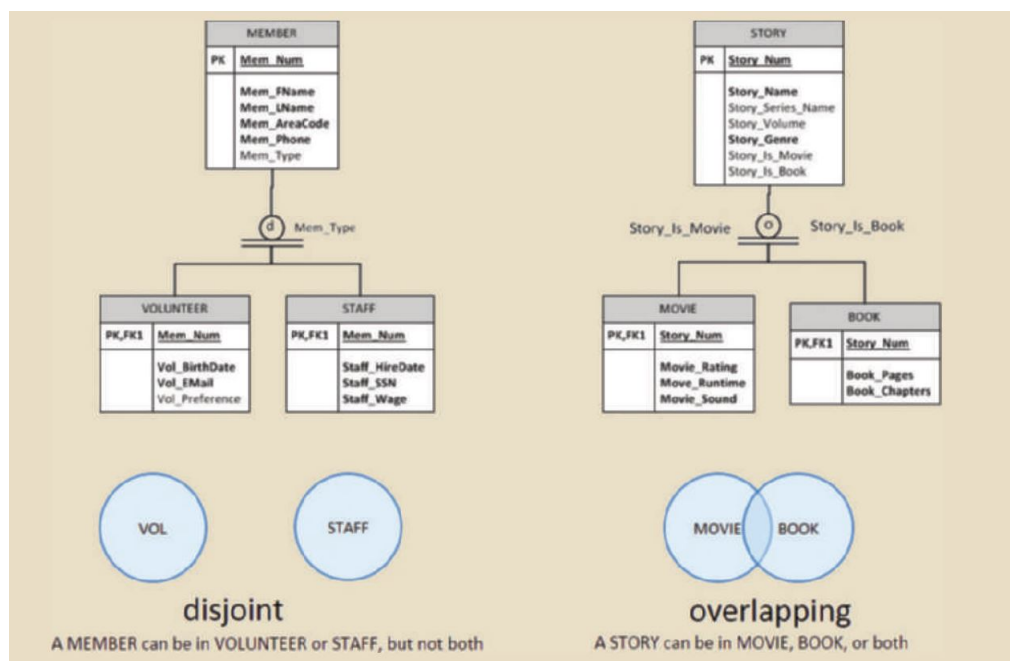 MEMBER
PK Mem_Num
Mem_FName
Mem_LName
Mem_AreaCode
Mem_Phone
Mem_Type
d Mem_Type
VOLUNTEER
PK,FK1 Mem_Num
Vol_BirthDate
Vol_EMail
Vol_Preference
STAFF
PK,FK1 Mem_Num
Staff_HireDate
Staff_SSN
Staff_Wage
VOL
STAFF
disjoint
A MEMBER can be in VOLUNTEER or STAFF, but not both
STORY
PK Story_Num
Story_Name
Story_Series_Name
Story_Volume
Story_Genre
Story_Is_Movie
Story_Is_Book
Story_Is_Movie o Story_Is_Book
MOVIE
PK,FK1 Story_Num
Movie_Rating
Move_Runtime
Movie_Sound
BOOK
PK,FK1 Story_Num
Book_Pages
Book_Chapters
MOVIE
BOOK
overlapping
A STORY can be in MOVIE, BOOK, or both